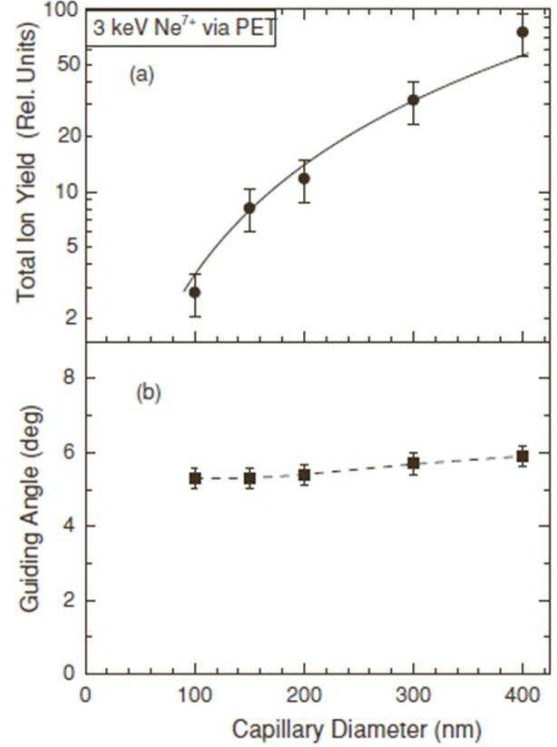 100
3 keV Ne⁷⁺ via PET
(a)
50
20
10
5
2
Total Ion Yield (Rel. Units)
(b)
8
6
4
2
0
Guiding Angle (deg)
0 100 200 300 400
Capillary Diameter (nm)